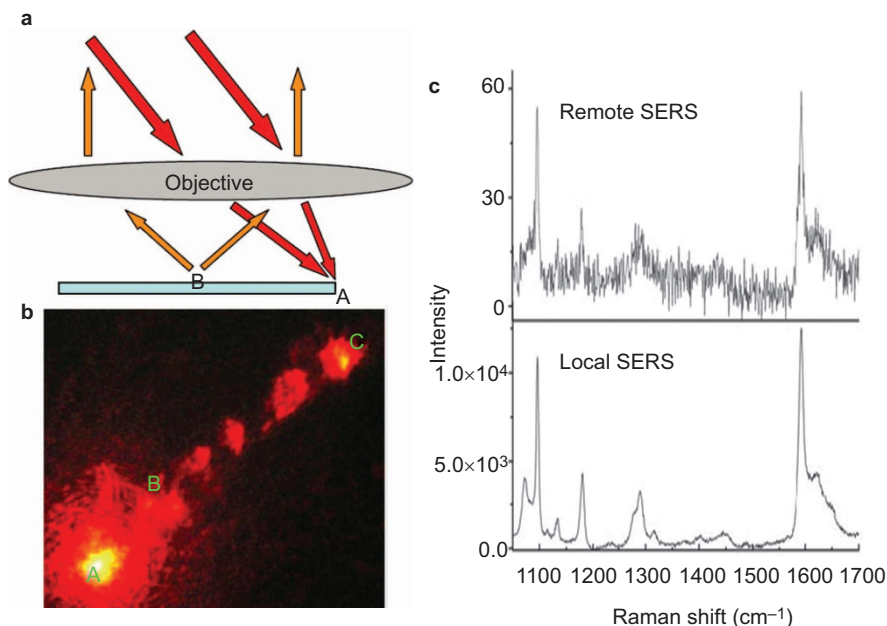 a
Objective
B
A
b
C
B
A
c
60
Remote SERS
30
0
Intensity
Local SERS
1.0×10⁴
5.0×10³
0.0
1100 1200 1300 1400 1500 1600 1700
Raman shift (cm⁻¹)